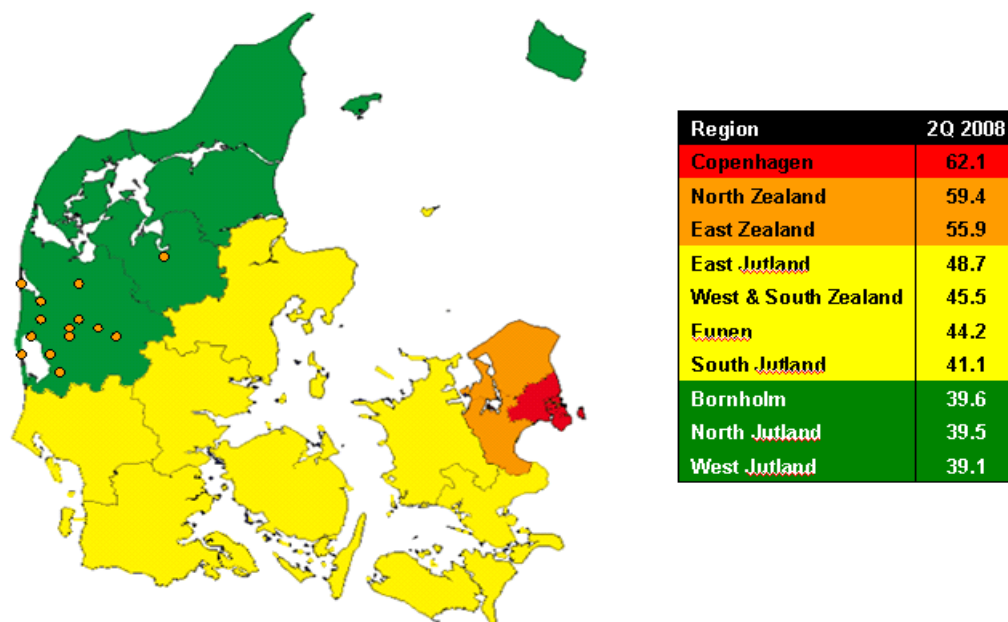 Region 2Q 2008
Copenhagen 62.1
North Zealand 59.4
East Zealand 55.9
East Jutland 48.7
West & South Zealand 45.5
Funen 44.2
South Jutland 41.1
Bornholm 39.6
North Jutland 39.5
West Jutland 39.1